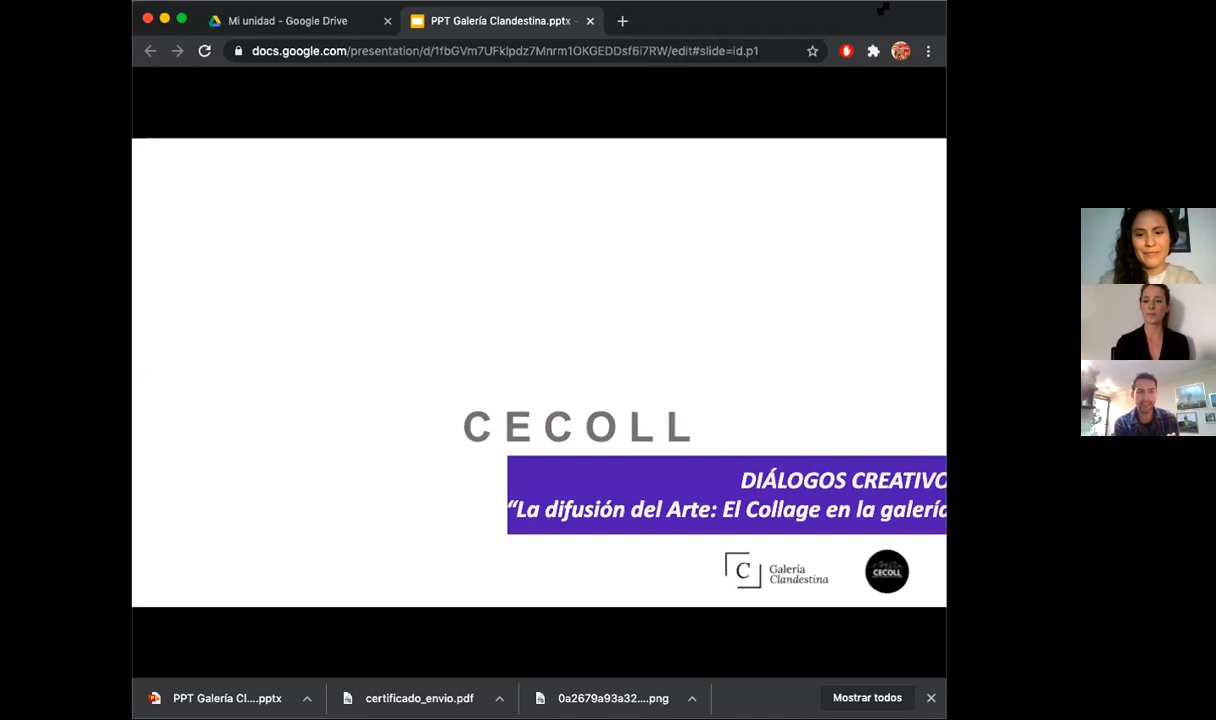 Mi unidad - Google Drive
PPT Galería Clandestina.pptx -
docs.google.com/presentation/d/1fbGVm7UFklpdz7Mnrm1OKGEDDsf6i7RW/edit#slide=id.p1
CECOLL
DIÁLOGOS CREATIVO
“La difusión del Arte: El Collage en la galería
C
Galería
Clandestina
CECOLL
PPT Galería Cl....pptx
certificado_envio.pdf
0a2679a93a32....png
Mostrar todos